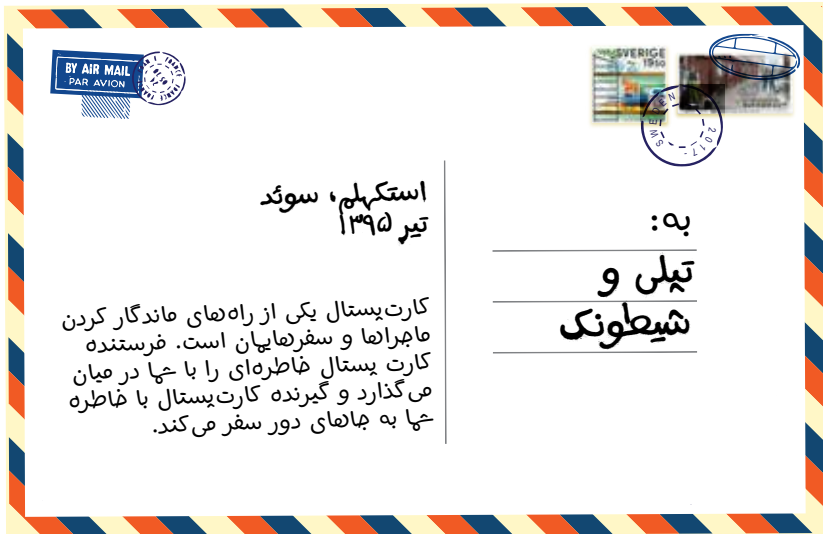 BY AIR MAIL
PAR AVION
SVERIGE
SWEDEN 2017
استکهلم، سوئد
تیر ۱۳۹۵
کارت‌پستال یکی از راه‌های ماندگار کردن
ماجراها و سفرهایمان است. فرستنده
کارت پستال خاطره‌ای را با شما در میان
می‌گذارد و گیرنده کارت‌پستال با خاطره
شما به جاهای دور سفر می‌کند.
به:
تپلی و
شیطونک